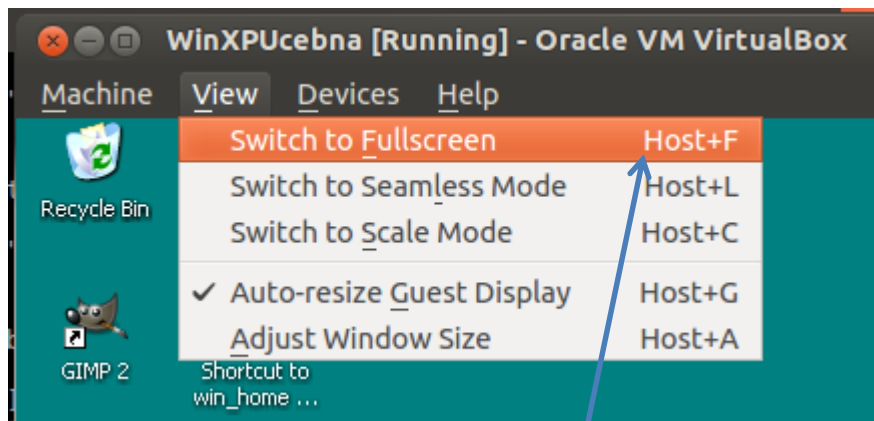 WinXPUcebna [Running] - Oracle VM VirtualBox
Machine View Devices Help
Switch to Fullscreen Host+F
Switch to Seamless Mode Host+L
Switch to Scale Mode Host+C
Auto-resize Guest Display Host+G
Adjust Window Size Host+A
Recycle Bin
GIMP 2
Shortcut to
win_home ...